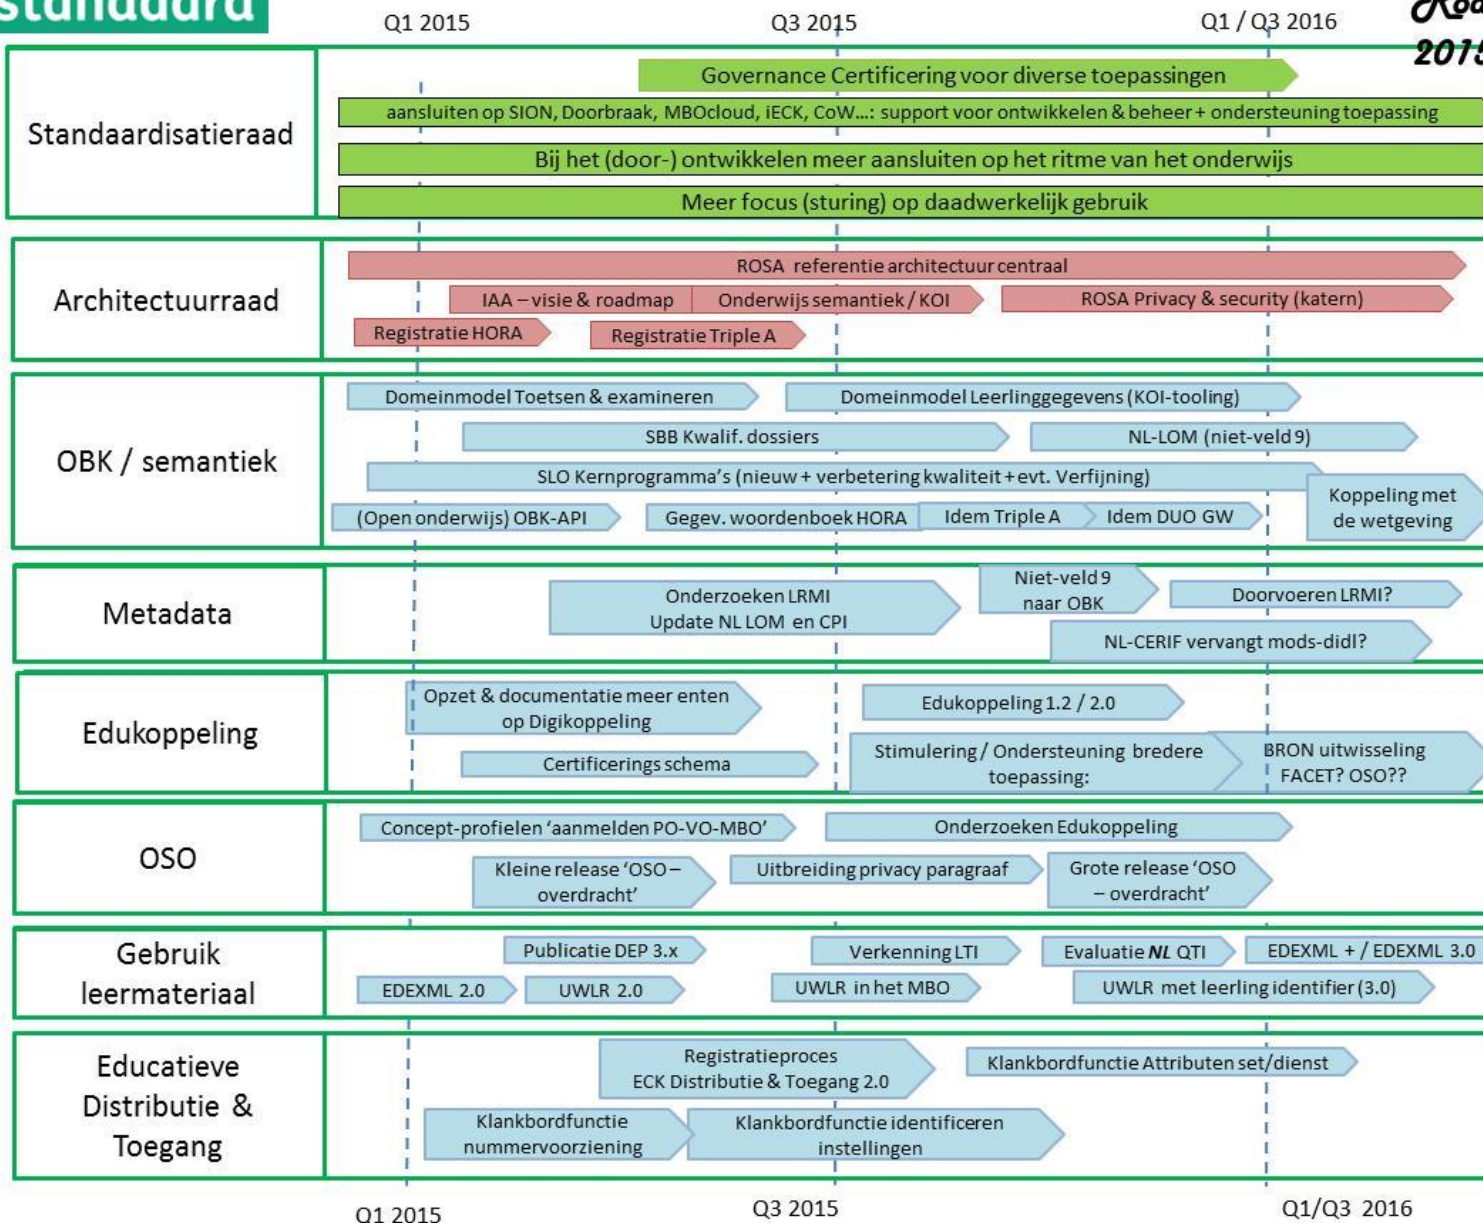 standaard
Q1 2015
Q3 2015
Q1 / Q3 2016
2015
Standaardisatieraad
Governance Certificering voor diverse toepassingen
aansluiten op SION, Doorbraak, MBOcloud, iECK, CoW...: support voor ontwikkelen & beheer + ondersteuning toepassing
Bij het (door-) ontwikkelen meer aansluiten op het ritme van het onderwijs
Meer focus (sturing) op daadwerkelijk gebruik
Architectuurraad
ROSA referentie architectuur centraal
IAA – visie & roadmap
Onderwijs semantiek / KOI
ROSA Privacy & security (katern)
Registratie HORA
Registratie Triple A
OBK / semantiek
Domeinmodel Toetsen & examineren
Domeinmodel Leerlinggegevens (KOI-tooling)
SBB Kwalif. dossiers
NL-LOM (niet-veld 9)
SLO Kernprogramma's (nieuw + verbetering kwaliteit + evt. Verfijning)
(Open onderwijs) OBK-API
Gegev. woordenboek HORA
Idem Triple A
Idem DUO GW
Koppeling met
de wetgeving
Metadata
Onderzoeken LRMI
Update NL LOM en CPI
Niet-veld 9
naar OBK
Doorvoeren LRMI?
NL-CERIF vervangt mods-didl?
Edukoppeling
Opzet & documentatie meer enten
op Digikoppeling
Edukoppeling 1.2 / 2.0
Certificerings schema
Stimulering / Ondersteuning bredere
toepassing:
BRON uitwisseling
FACET? OSO??
OSO
Concept-profielen ‘aanmelden PO-VO-MBO’
Onderzoeken Edukoppeling
Kleine release ‘OSO –
overdracht’
Uitbreiding privacy paragraaf
Grote release ‘OSO
– overdracht’
Gebruik
leermateriaal
Publicatie DEP 3.x
Verkenning LTI
Evaluatie NL QTI
EDEXML + / EDEXML 3.0
EDEXML 2.0
UWLR 2.0
UWLR in het MBO
UWLR met leerling identifier (3.0)
Educatieve
Distributie &
Toegang
Registratieproces
ECK Distributie & Toegang 2.0
Klankbordfunctie Attributen set/dienst
Klankbordfunctie
nummervoorziening
Klankbordfunctie identificeren
instellingen
Q1 2015
Q3 2015
Q1/Q3 2016